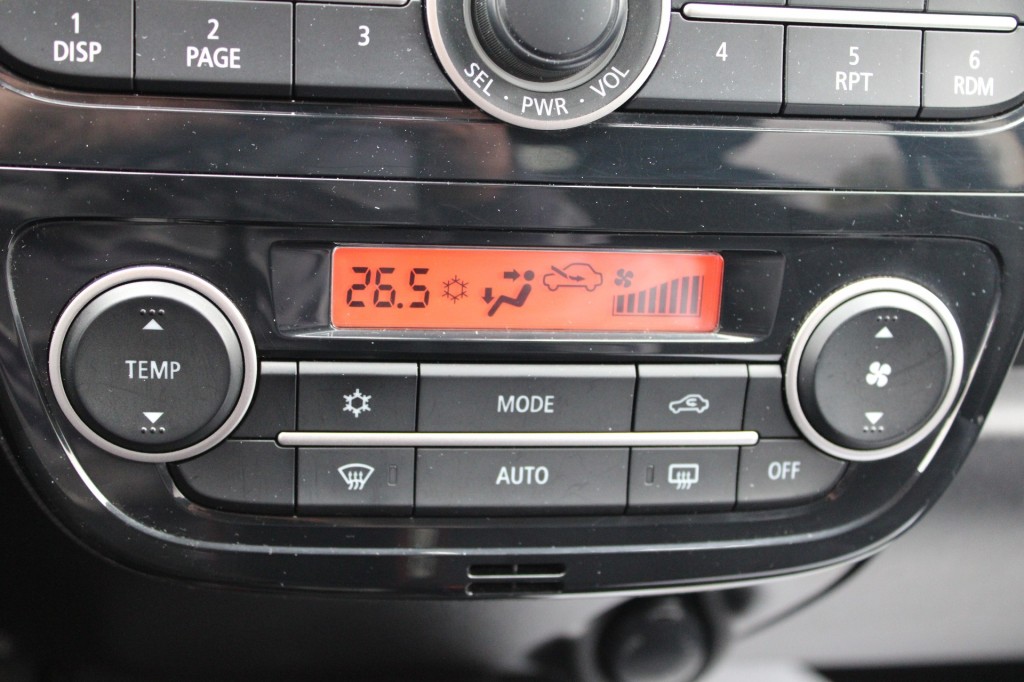 1 DISP
2 PAGE
3
SEL · PWR · VOL
4
5 RPT
6 RDM
26.5
TEMP
MODE
AUTO
OFF